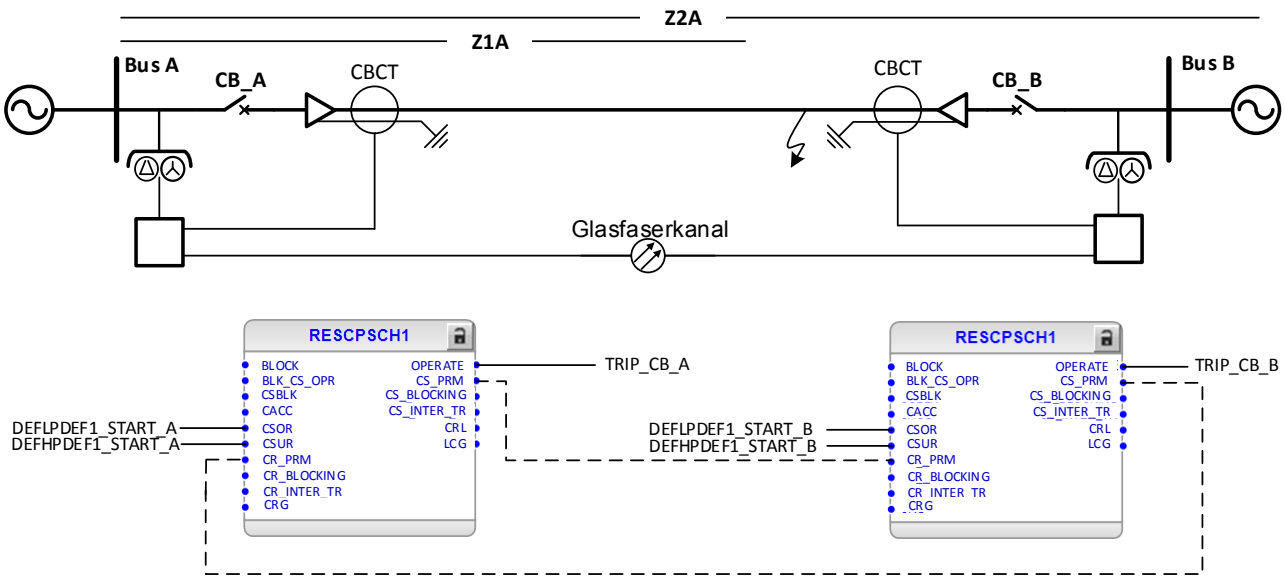 Z2A
Z1A
Bus A
CB_A
CBCT
CBCT
CB_B
Bus B
Glasfaserkanal
RESCPSCH1
BLOCK
BLK_CS_OPR
CSBLK
CACC
CSOR
CSUR
CR_PRM
CR_BLOCKING
CR_INTER_TR
CRG
OPERATE
CS_PRM
CS_BLOCKING
CS_INTER_TR
CRL
LCG
TRIP_CB_A
DEFLPDEF1_START_A
DEFHPDEF1_START_A
RESCPSCH1
BLOCK
BLK_CS_OPR
CSBLK
CACC
CSOR
CSUR
CR_PRM
CR_BLOCKING
CR_INTER_TR
CRG
OPERATE
CS_PRM
CS_BLOCKING
CS_INTER_TR
CRL
LCG
TRIP_CB_B
DEFLPDEF1_START_B
DEFHPDEF1_START_B